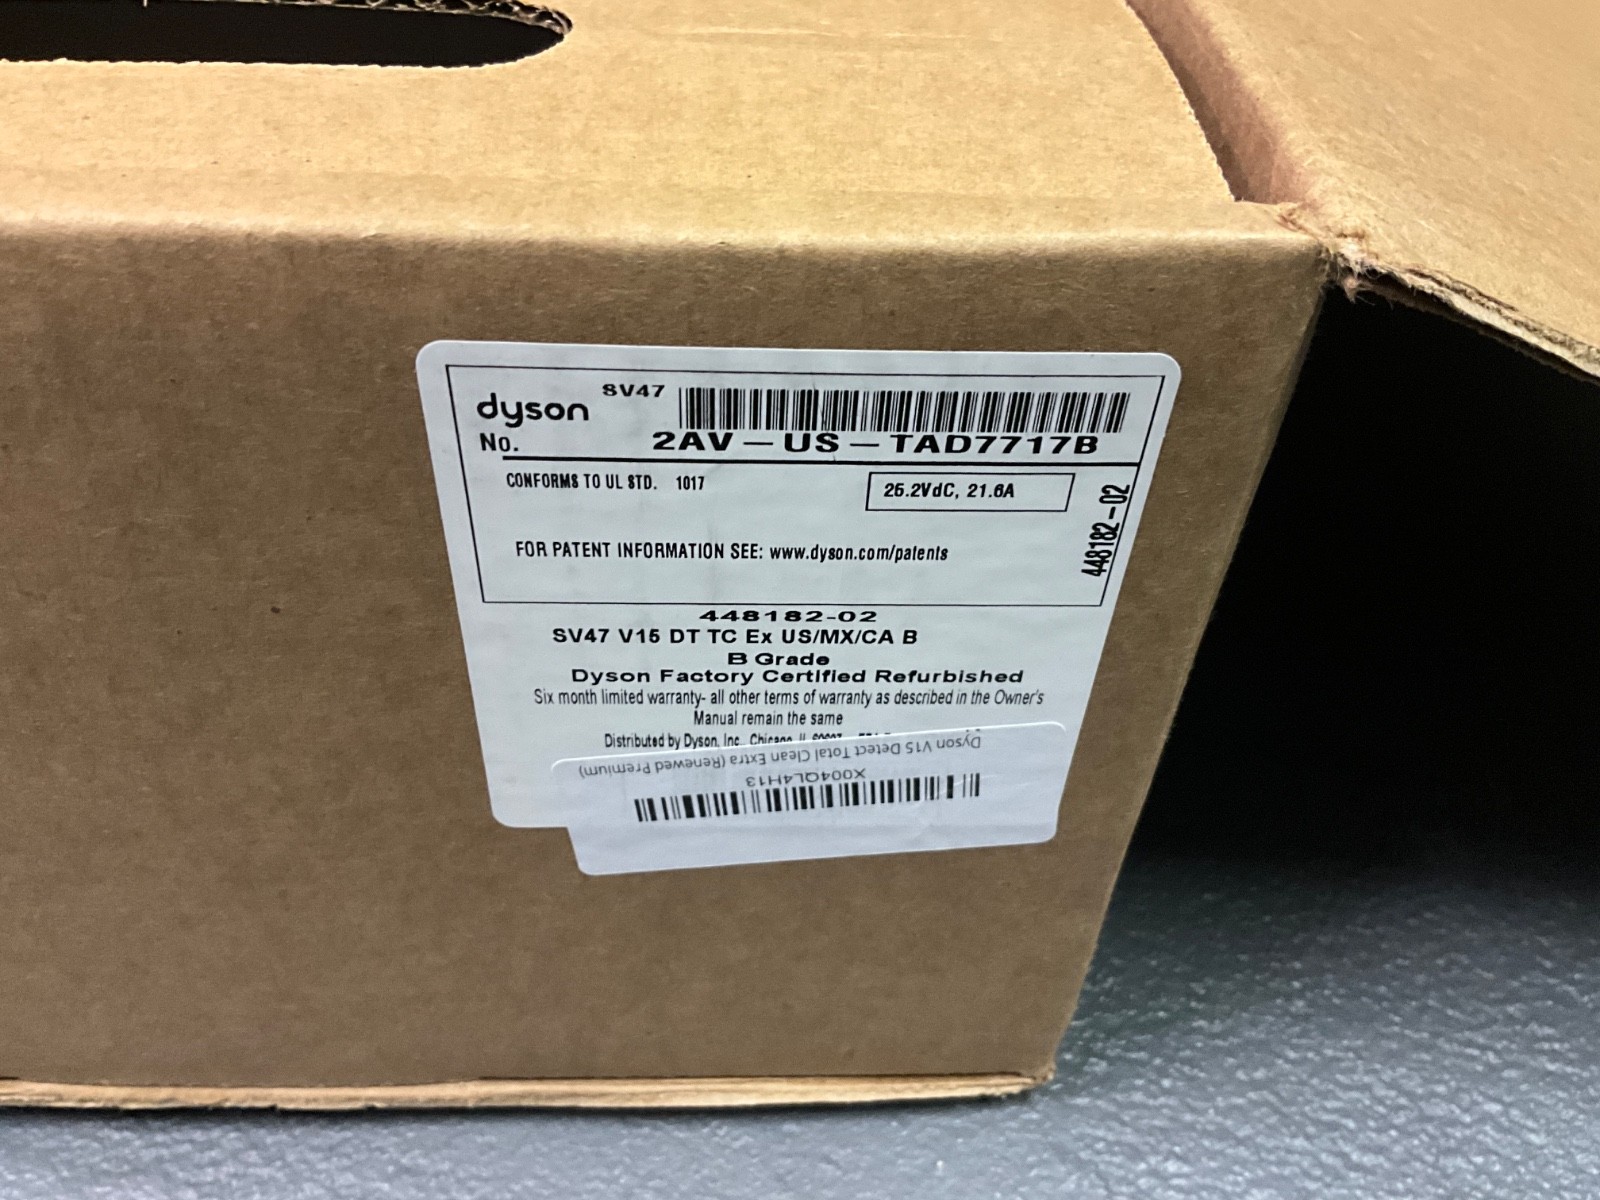 dyson SV47
No. 2AV-US-TAD7717B
CONFORMS TO UL STD. 1017
25.2VdC, 21.6A
448182-02
FOR PATENT INFORMATION SEE: www.dyson.com/patents
448182-02
SV47 V15 DT TC Ex US/MX/CA B
B Grade
Dyson Factory Certified Refurbished
Six month limited warranty- all other terms of warranty as described in the Owner's
Manual remain the same
Distributed by Dyson, Inc., Chicago, IL
X004QL4H13
Dyson V15 Detect Total Clean Extra (Renewed Premium)